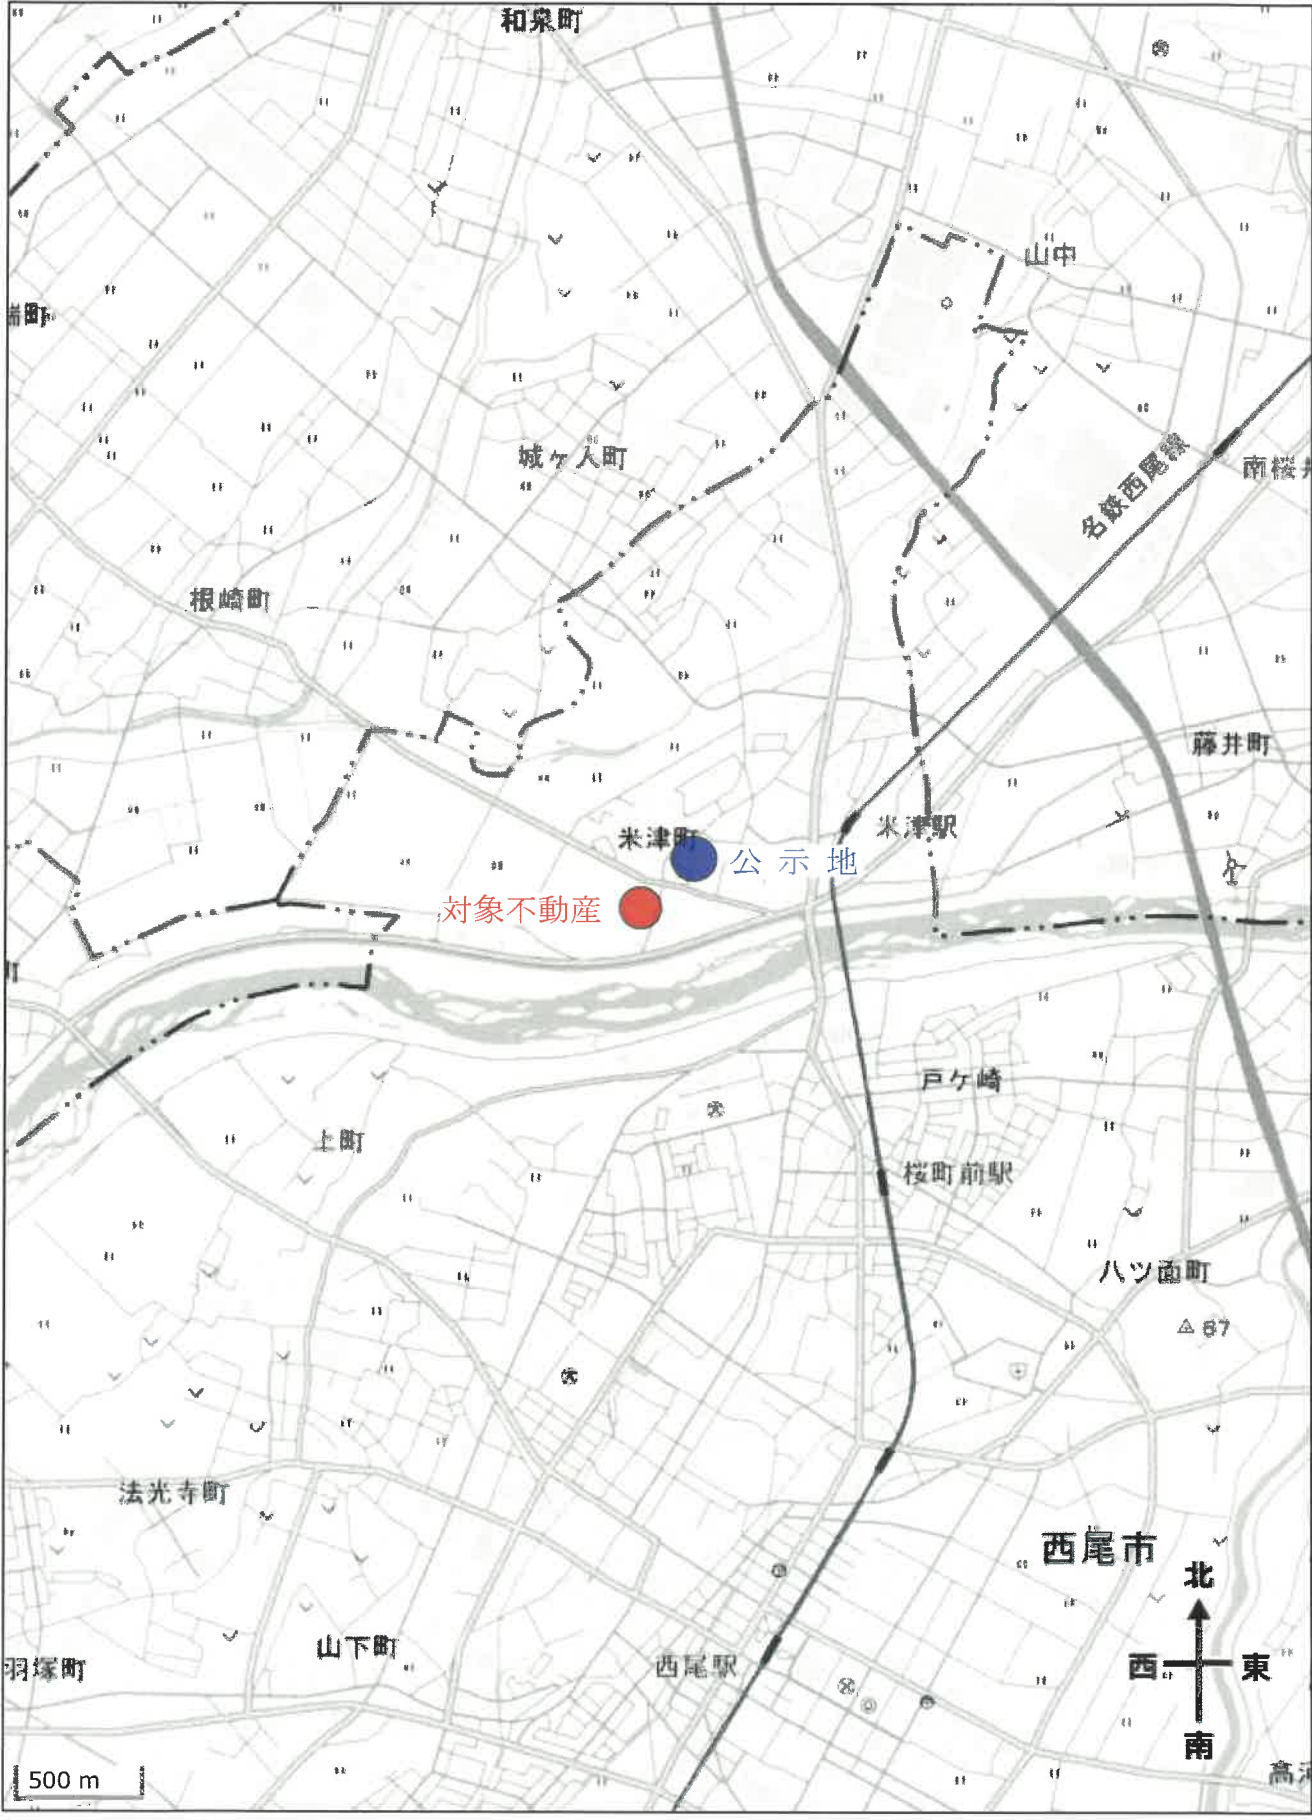 和泉町
山中
城ヶ入町
名鉄西尾線
根崎町
藤井町
米津町
米津駅
公示地
対象不動産
戸ケ崎
上町
桜町前駅
八ツ面町
67
法光寺町
西尾市
北
山下町
羽塚町
西尾駅
西
東
南
500 m